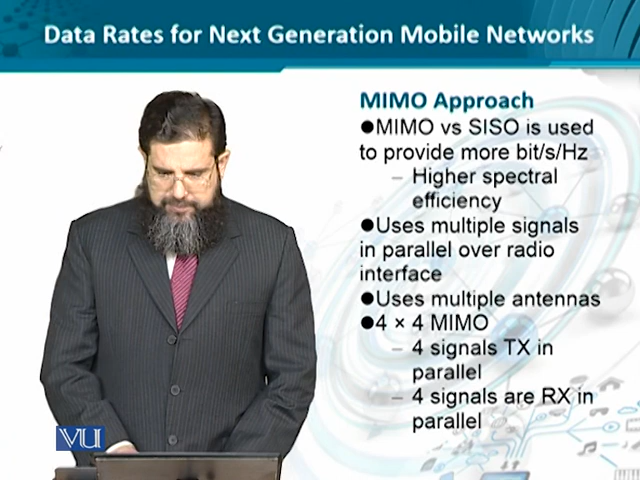 Data Rates for Next Generation Mobile Networks
MIMO Approach
●MIMO vs SISO is used
to provide more bit/s/Hz
– Higher spectral
efficiency
●Uses multiple signals
in parallel over radio
interface
●Uses multiple antennas
●4 × 4 MIMO
– 4 signals TX in
parallel
– 4 signals are RX in
parallel
VU